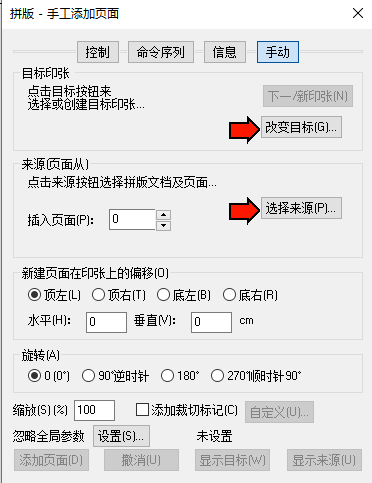 拼版 - 手工添加页面
控制 命令序列 信息 手动
目标印张
点击目标按钮来
选择或创建目标印张...
下一/新印张(N)
改变目标(G)...
来源(页面从)
点击来源按钮选择拼版文档及页面...
选择来源(P)...
插入页面(P): 0
新建页面在印张上的偏移(O)
顶左(L) 顶右(T) 底左(B) 底右(R)
水平(H): 0 垂直(V): 0 cm
旋转(A)
0 (0°) 90°逆时针 180° 270°顺时针90°
缩放(S) (%) 100 添加裁切标记(C) 自定义(U)...
忽略全局参数 设置(S)... 未设置
添加页面(D) 撤消(U) 显示目标(W) 显示来源(U)